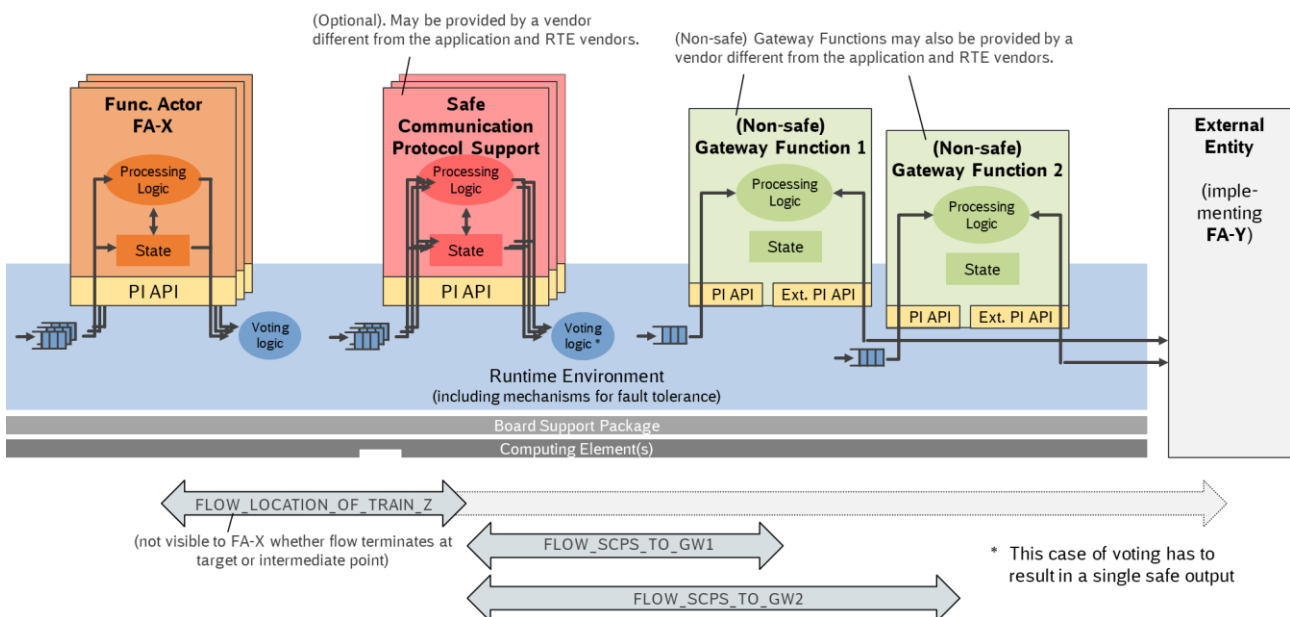 (Optional). May be provided by a vendor
different from the application and RTE vendors.
(Non-safe) Gateway Functions may also be provided by a
vendor different from the application and RTE vendors.
Func. Actor
FA-X
Processing
Logic
State
PI API
Voting
logic
Safe
Communication
Protocol Support
Processing
Logic
State
PI API
Voting
logic *
(Non-safe)
Gateway Function 1
Processing
Logic
State
PI API
Ext. PI API
(Non-safe)
Gateway Function 2
Processing
Logic
State
PI API
Ext. PI API
External
Entity
(imple-
menting
FA-Y)
Runtime Environment
(including mechanisms for fault tolerance)
Board Support Package
Computing Element(s)
FLOW_LOCATION_OF_TRAIN_Z
(not visible to FA-X whether flow terminates at
target or intermediate point)
FLOW_SCPS_TO_GW1
FLOW_SCPS_TO_GW2
* This case of voting has to
result in a single safe output